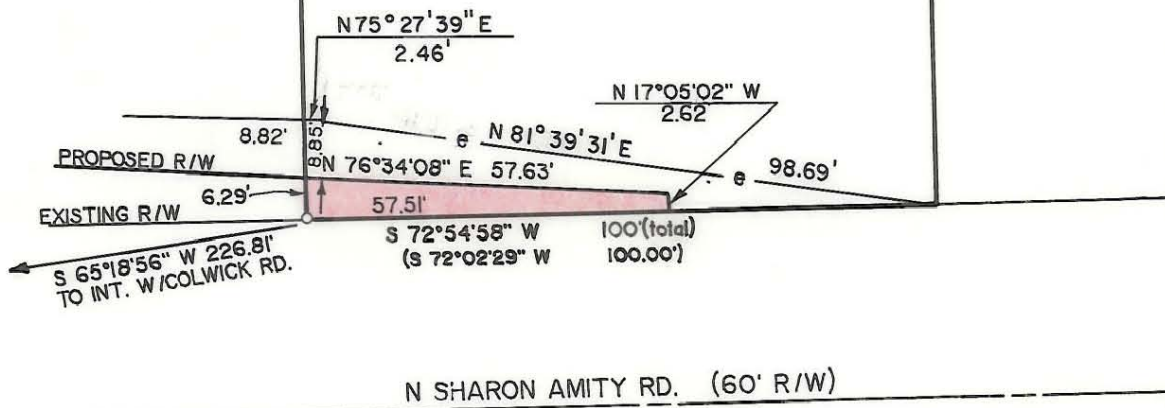 N75°27'39" E
2.46'
N 17°05'02" W
2.62
8.82'
8.85'
e N 81°39'31'E e 98.69'
PROPOSED R/W
N 76°34'08" E 57.63'
6.29'
EXISTING R/W
57.51'
S 72°54'58" W 100'(total)
(S 72°02'29" W 100.00')
S 65°18'56" W 226.81'
TO INT. W/COLWICK RD.
N SHARON AMITY RD. (60' R/W)